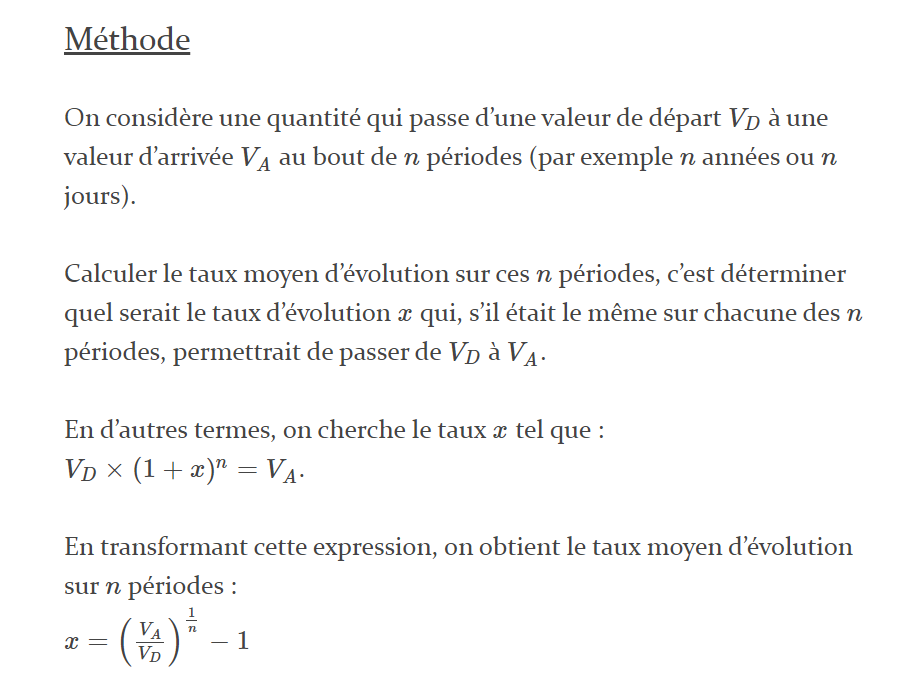 Méthode
On considère une quantité qui passe d’une valeur de départ $V_D$ à une
valeur d’arrivée $V_A$ au bout de $n$ périodes (par exemple $n$ années ou $n$
jours).
Calculer le taux moyen d’évolution sur ces $n$ périodes, c’est déterminer
quel serait le taux d’évolution $x$ qui, s’il était le même sur chacune des $n$
périodes, permettrait de passer de $V_D$ à $V_A$.
En d’autres termes, on cherche le taux $x$ tel que :
$V_D \times (1 + x)^n = V_A$.
En transformant cette expression, on obtient le taux moyen d’évolution
sur $n$ périodes :
$x = \left(\frac{V_A}{V_D}\right)^{\frac{1}{n}} - 1$